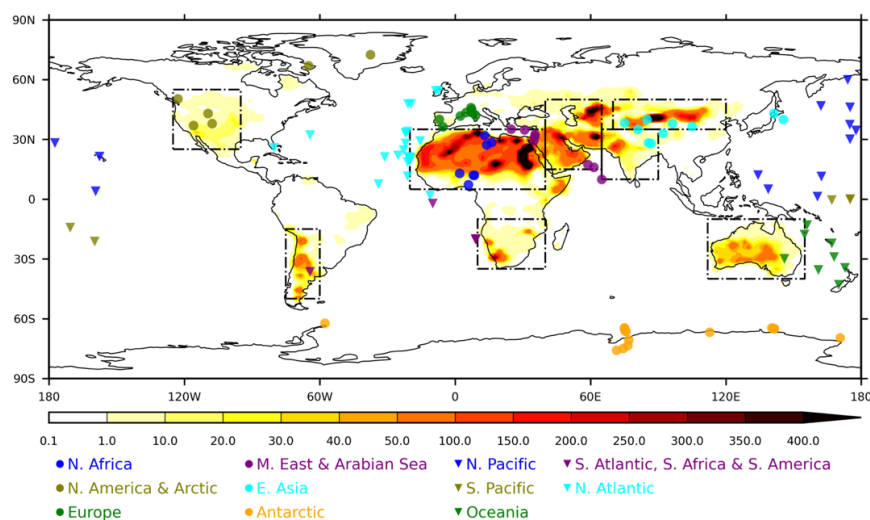 90N
60N
30N
0
30S
60S
90S
180 120W 60W 0 60E 120E 180
0.1 1.0 10.0 20.0 30.0 40.0 50.0 100.0 150.0 200.0 250.0 300.0 350.0 400.0
N. Africa M. East & Arabian Sea N. Pacific S. Atlantic, S. Africa & S. America
N. America & Arctic E. Asia S. Pacific N. Atlantic
Europe Antarctic Oceania